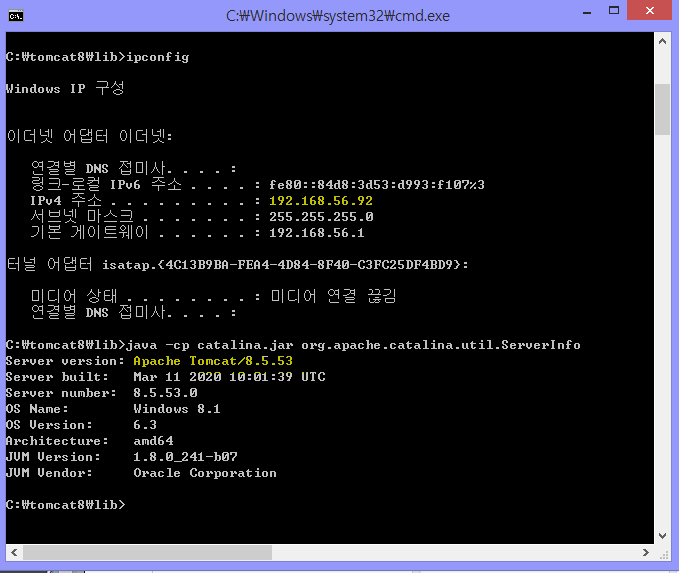 C:₩Windows₩system32₩cmd.exe
C:₩tomcat8₩lib>ipconfig
Windows IP 구성
이더넷 어댑터 이더넷:
연결별 DNS 접미사. . . . :
링크-로컬 IPv6 주소 . . . . : fe80::84d8:3d53:d993:f107%3
IPv4 주소 . . . . . . . . . : 192.168.56.92
서브넷 마스크 . . . . . . . : 255.255.255.0
기본 게이트웨이 . . . . . . : 192.168.56.1
터널 어댑터 isatap.{4C13B9BA-FEA4-4D84-8F40-C3FC25DF4BD9}:
미디어 상태 . . . . . . . . : 미디어 연결 끊김
연결별 DNS 접미사. . . . :
C:₩tomcat8₩lib>java -cp catalina.jar org.apache.catalina.util.ServerInfo
Server version: Apache Tomcat/8.5.53
Server built:   Mar 11 2020 10:01:39 UTC
Server number:  8.5.53.0
OS Name:        Windows 8.1
OS Version:     6.3
Architecture:   amd64
JVM Version:    1.8.0_241-b07
JVM Vendor:     Oracle Corporation
C:₩tomcat8₩lib>